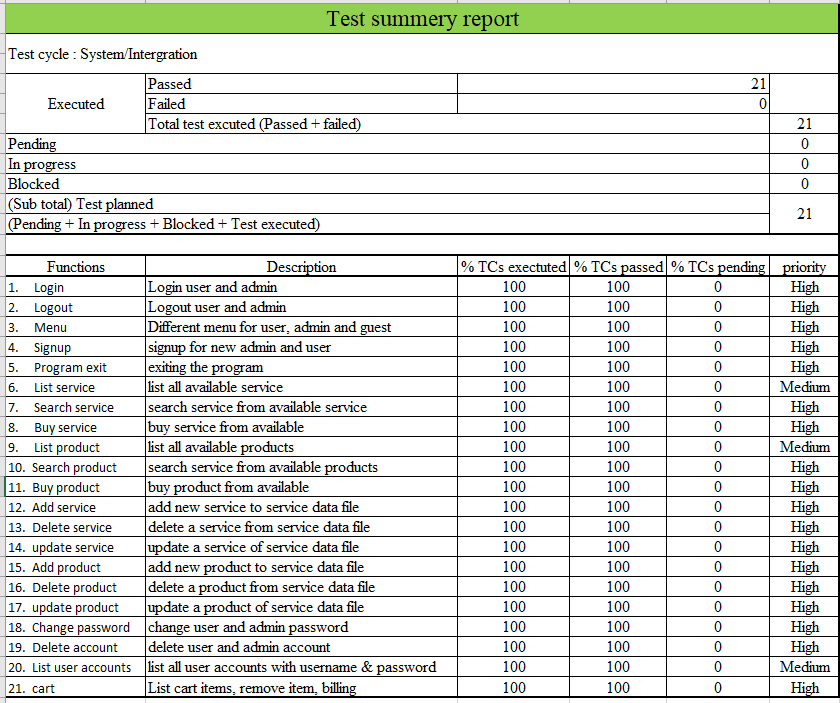 Test summery report
Test cycle : System/Intergration
Executed Passed 21
Failed 0
Total test excuted (Passed + failed) 21
Pending 0
In progress 0
Blocked 0
(Sub total) Test planned
(Pending + In progress + Blocked + Test executed) 21
Functions Description % TCs exectuted % TCs passed % TCs pending priority
1. Login Login user and admin 100 100 0 High
2. Logout Logout user and admin 100 100 0 High
3. Menu Different menu for user, admin and guest 100 100 0 High
4. Signup signup for new admin and user 100 100 0 High
5. Program exit exiting the program 100 100 0 High
6. List service list all available service 100 100 0 Medium
7. Search service search service from available service 100 100 0 High
8. Buy service buy service from available 100 100 0 High
9. List product list all available products 100 100 0 Medium
10. Search product search service from available products 100 100 0 High
11. Buy product buy product from available 100 100 0 High
12. Add service add new service to service data file 100 100 0 High
13. Delete service delete a service from service data file 100 100 0 High
14. update service update a service of service data file 100 100 0 High
15. Add product add new product to service data file 100 100 0 High
16. Delete product delete a product from service data file 100 100 0 High
17. update product update a product of service data file 100 100 0 High
18. Change password change user and admin password 100 100 0 High
19. Delete account delete user and admin account 100 100 0 High
20. List user accounts list all user accounts with username & password 100 100 0 Medium
21. cart List cart items, remove item, billing 100 100 0 High